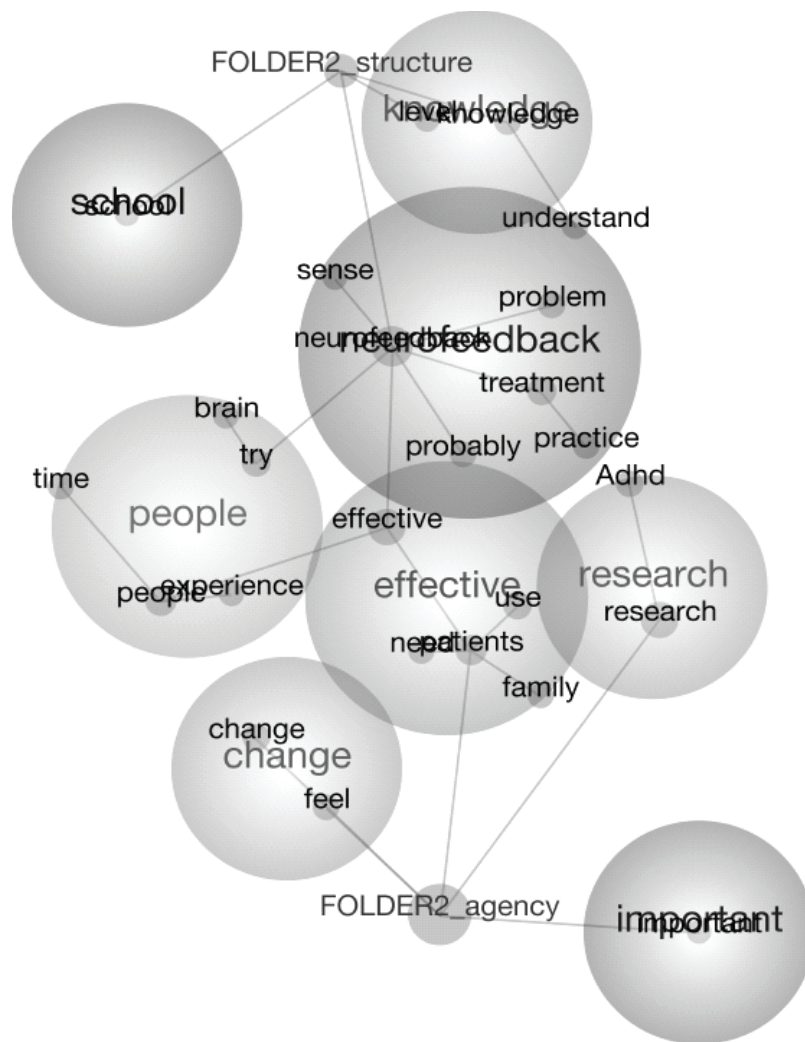 FOLDER2_structure
knowledge
level
knowledge
school
school
understand
sense
problem
neurofeedback
neurofeedback
treatment
brain
practice
probably
try
Adhd
time
people
effective
research
effective
experience
people
use
research
need
patients
family
change
change
feel
FOLDER2_agency
important
important